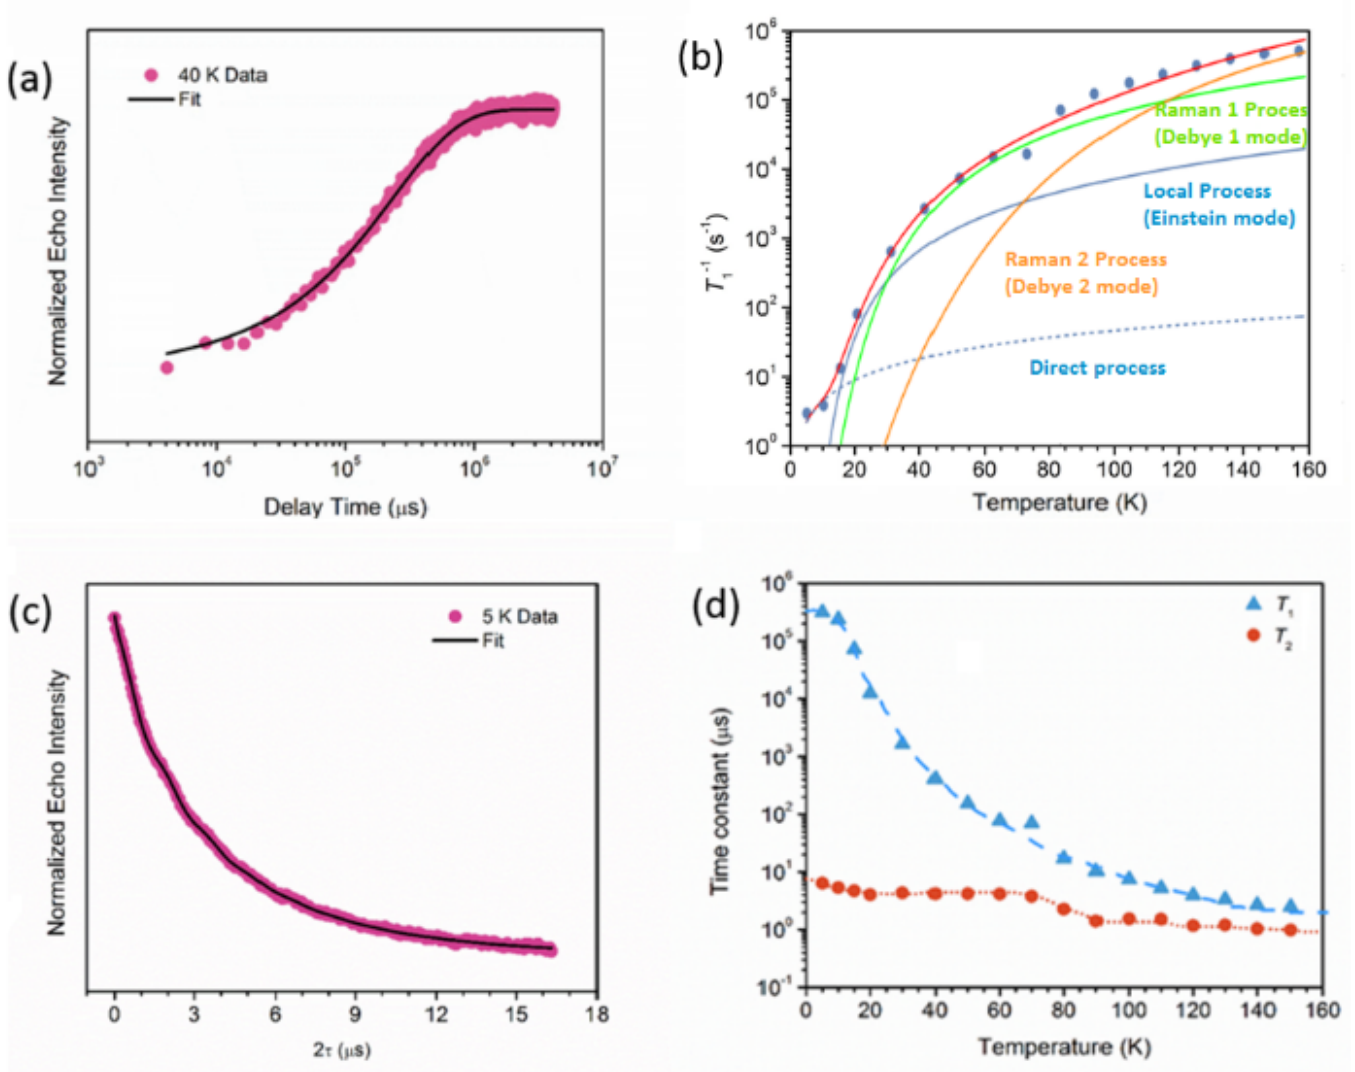 (a)
40 K Data
Fit
Normalized Echo Intensity
10³ 10⁴ 10⁵ 10⁶ 10⁷
Delay Time (μs)
(b)
10⁶
10⁵
10⁴
10³
10²
10¹
10⁰
T₁⁻¹ (s⁻¹)
Raman 1 Proces
(Debye 1 mode)
Local Process
(Einstein mode)
Raman 2 Process
(Debye 2 mode)
Direct process
0 20 40 60 80 100 120 140 160
Temperature (K)
(c)
5 K Data
Fit
Normalized Echo Intensity
0 3 6 9 12 15 18
2τ (μs)
(d)
T₁
T₂
10⁶
10⁵
10⁴
10³
10²
10¹
10⁰
10⁻¹
Time constant (μs)
0 20 40 60 80 100 120 140 160
Temperature (K)